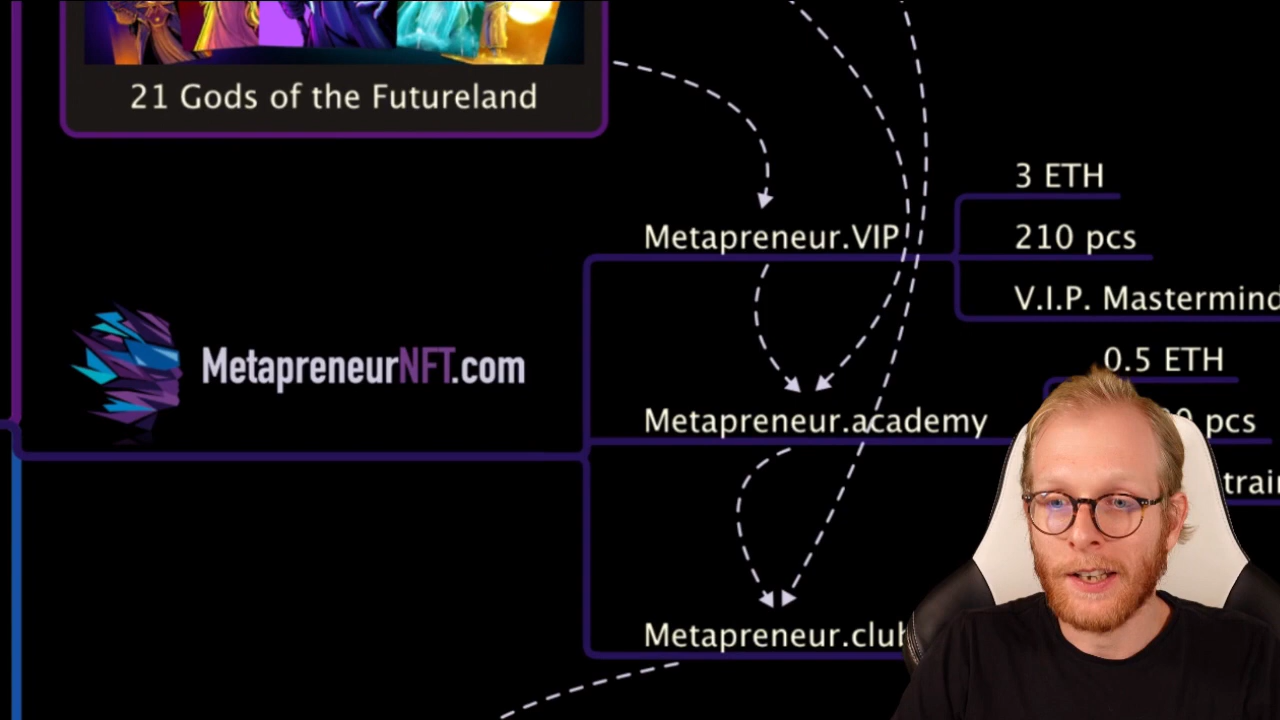 21 Gods of the Futureland
3 ETH
Metapreneur.VIP
210 pcs
V.I.P. Mastermind
MetapreneurNFT.com
0.5 ETH
Metapreneur.academy
pcs
Metapreneur.club